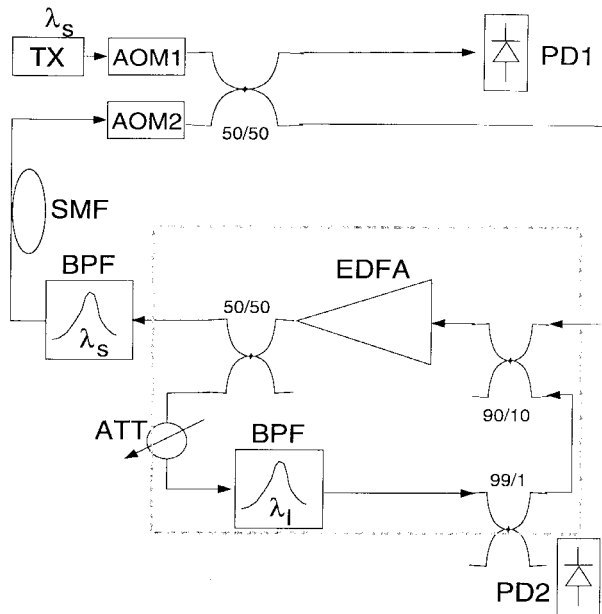 λs
TX
AOM1
PD1
AOM2
50/50
SMF
EDFA
BPF
50/50
λs
90/10
ATT
BPF
99/1
λl
PD2